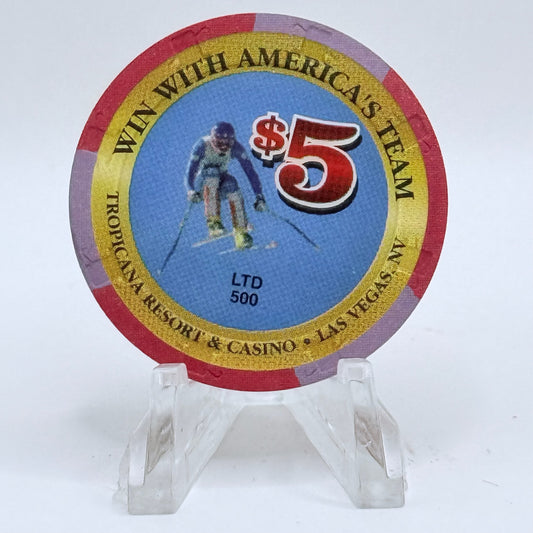 WIN WITH AMERICA'S TEAM
$5
LTD
500
TROPICANA RESORT & CASINO • LAS VEGAS, NV